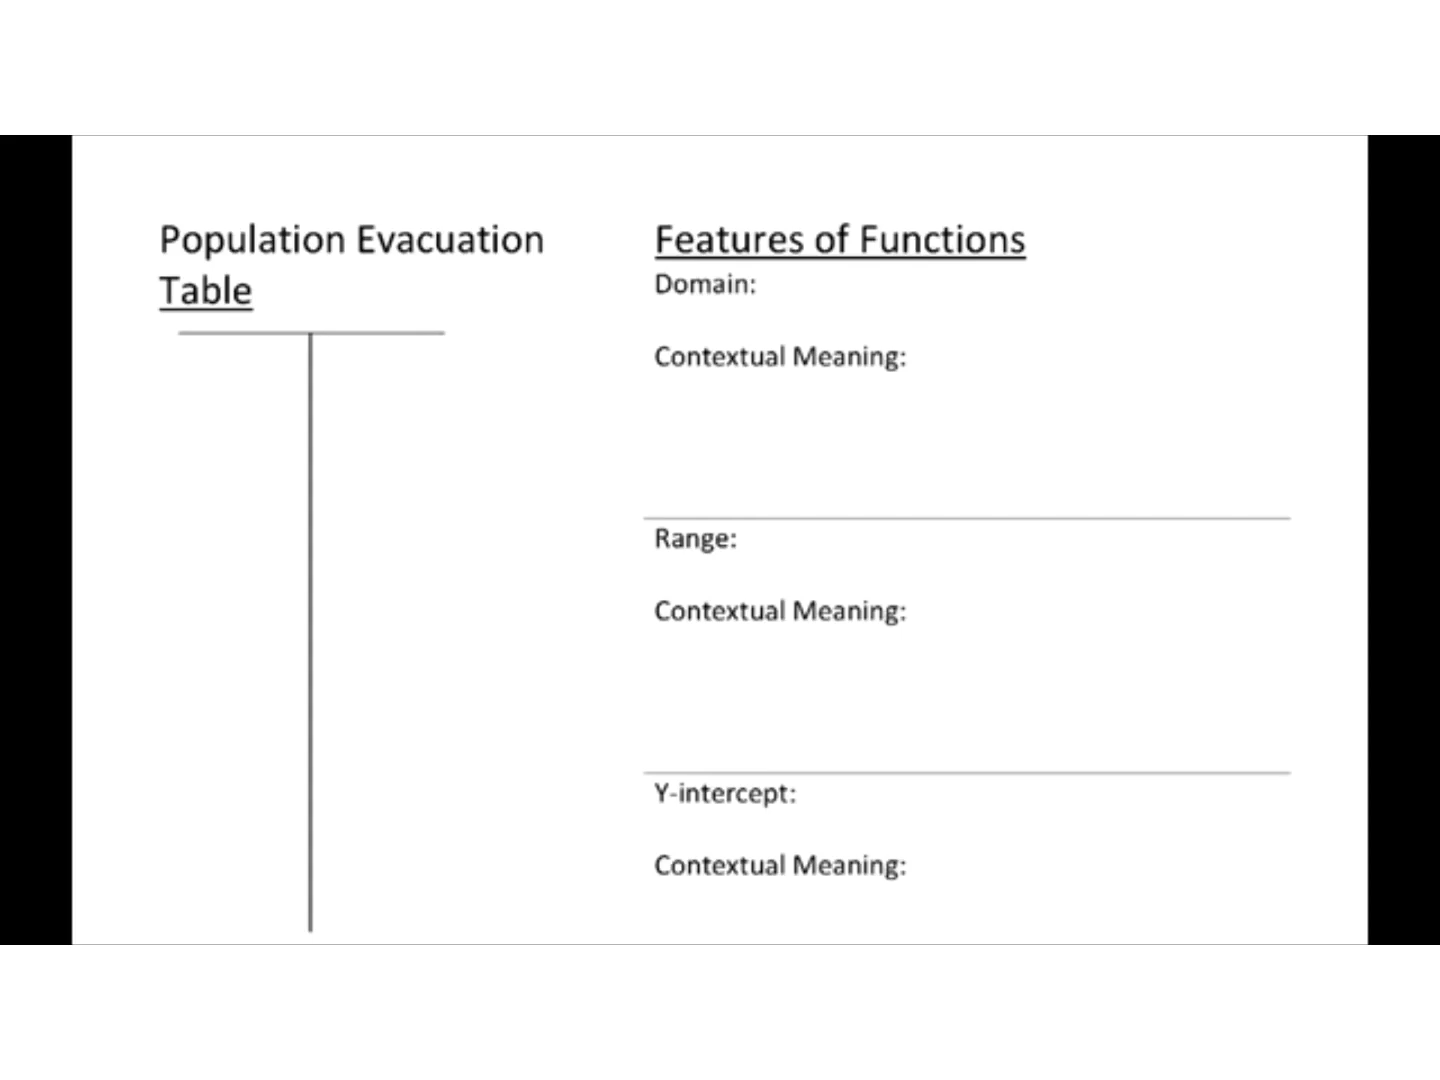 Population Evacuation
Table
Features of Functions
Domain:
Contextual Meaning:
Range:
Contextual Meaning:
Y-intercept:
Contextual Meaning: